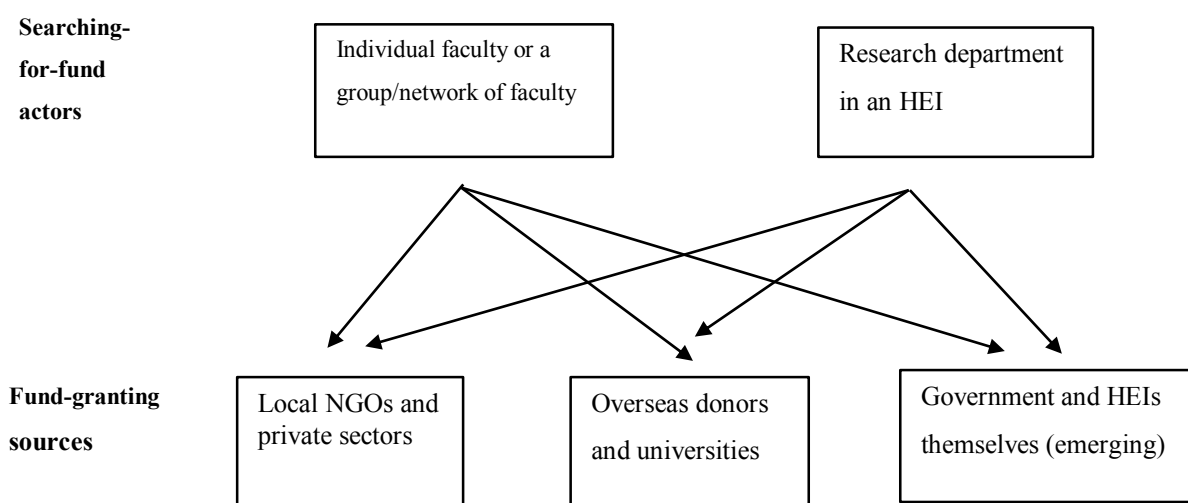 Searching-
for-fund
actors
Individual faculty or a
group/network of faculty
Research department
in an HEI
Fund-granting
sources
Local NGOs and
private sectors
Overseas donors
and universities
Government and HEIs
themselves (emerging)